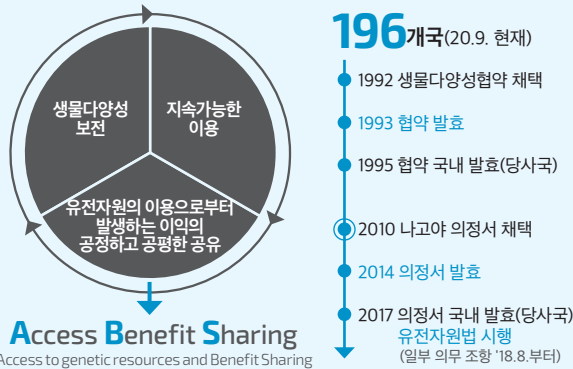 생물다양성
보전
지속가능한
이용
유전자원의 이용으로부터
발생하는 이익의
공정하고 공평한 공유
Access Benefit Sharing
Access to genetic resources and Benefit Sharing
196개국(20.9. 현재)
1992 생물다양성협약 채택
1993 협약 발효
1995 협약 국내 발효(당사국)
2010 나고야 의정서 채택
2014 의정서 발효
2017 의정서 국내 발효(당사국)
유전자원법 시행
(일부 의무 조항 '18.8.부터)